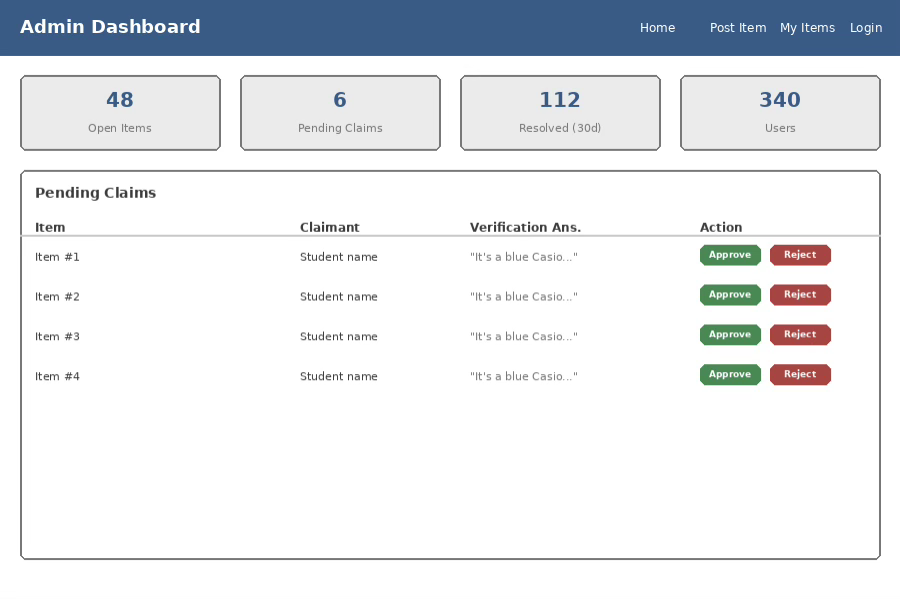 Admin Dashboard Home Post Item My Items Login
48 6 112 340
Open Items Pending Claims Resolved (30d) Users
Pending Claims
Item Claimant Verification Ans. Action
Item #1 Student name "It's a blue Casio..." Approve Reject
Item #2 Student name "It's a blue Casio..." Approve Reject
Item #3 Student name "It's a blue Casio..." Approve Reject
Item #4 Student name "It's a blue Casio..." Approve Reject